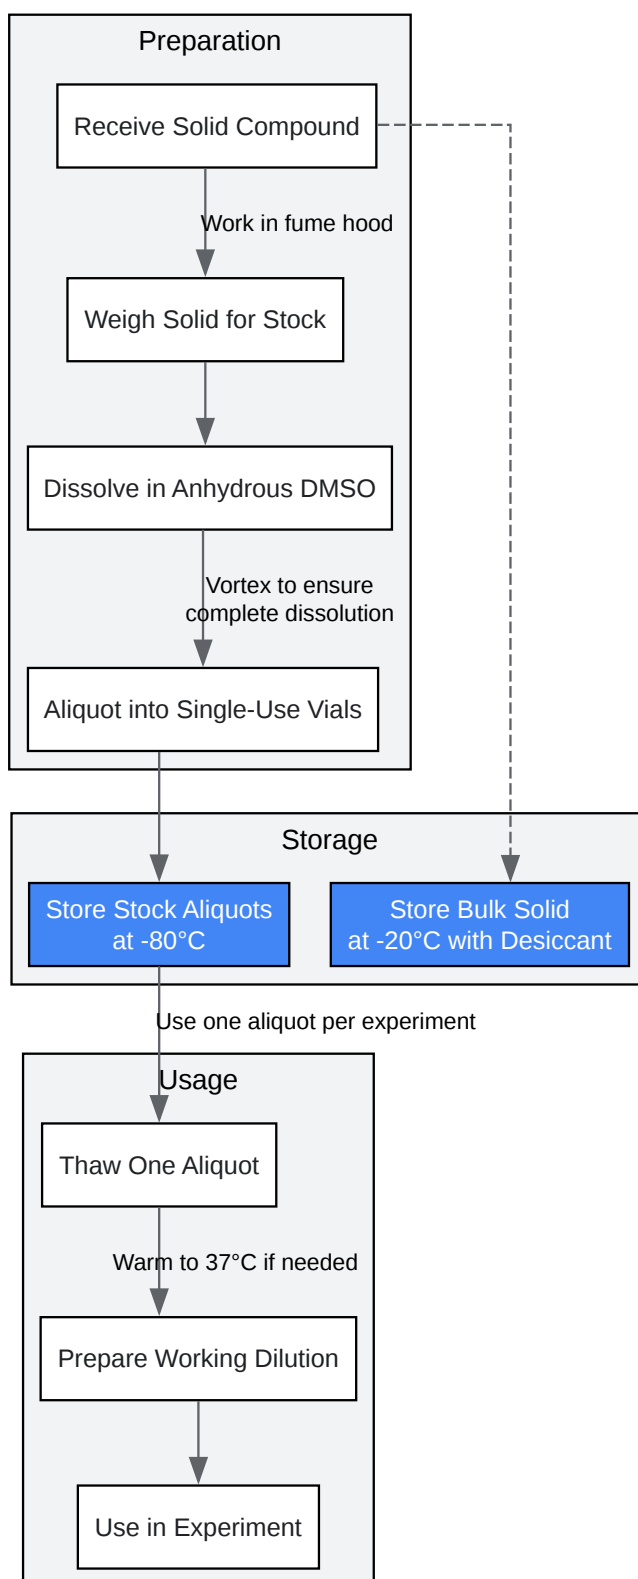 Preparation
Receive Solid Compound
Work in fume hood
Weigh Solid for Stock
Dissolve in Anhydrous DMSO
Vortex to ensure
complete dissolution
Aliquot into Single-Use Vials
Storage
Store Stock Aliquots
at -80°C
Store Bulk Solid
at -20°C with Desiccant
Use one aliquot per experiment
Usage
Thaw One Aliquot
Warm to 37°C if needed
Prepare Working Dilution
Use in Experiment